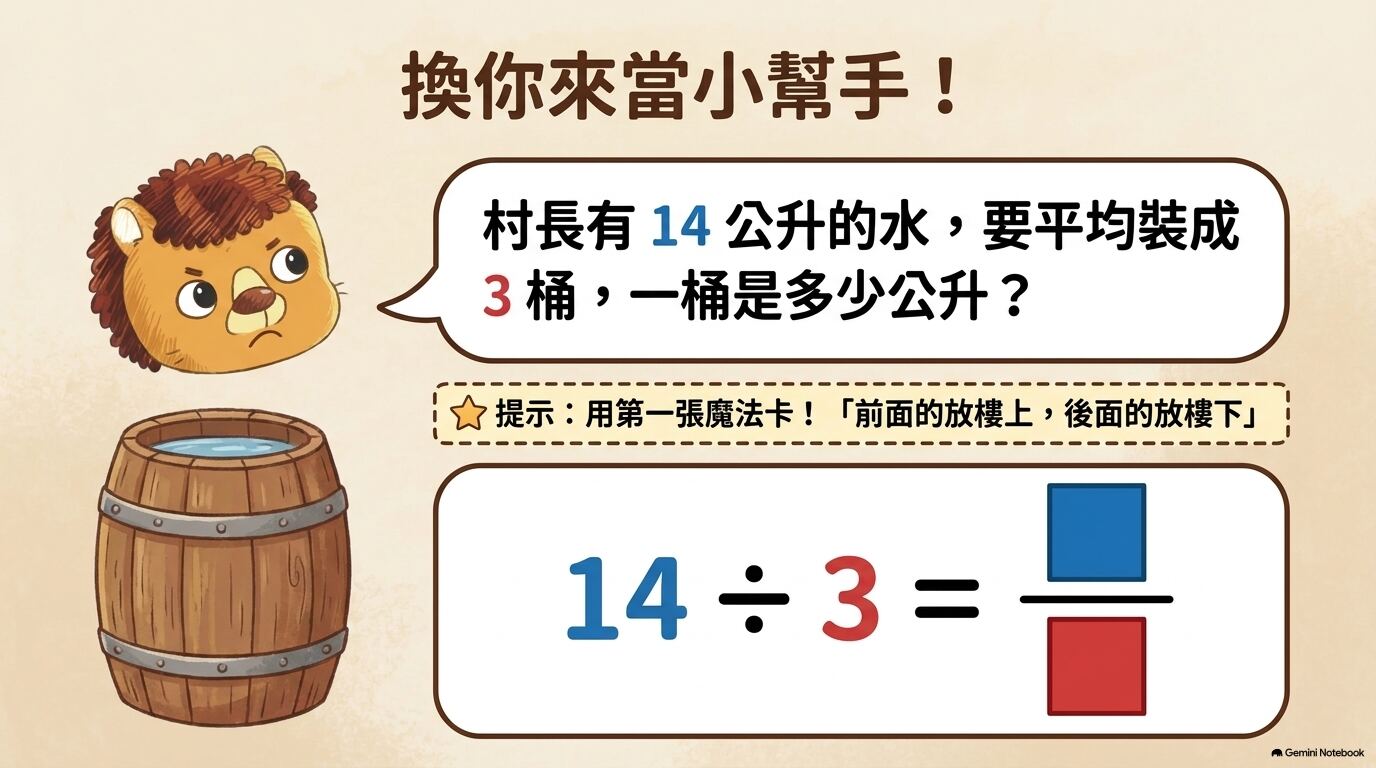 換你來當小幫手！
村長有 14 公升的水，要平均裝成
3 桶，一桶是多少公升？
提示：用第一張魔法卡！「前面的放樓上，後面的放樓下」
14 ÷ 3 =
Gemini Notebook